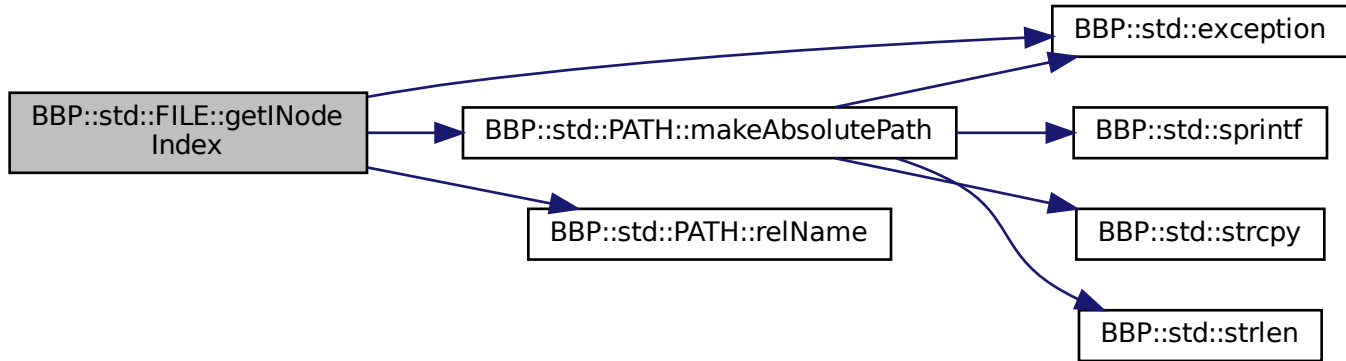 BBP::std::FILE::getINode
Index
BBP::std::exception
BBP::std::PATH::makeAbsolutePath
BBP::std::sprintf
BBP::std::PATH::relName
BBP::std::strcpy
BBP::std::strlen